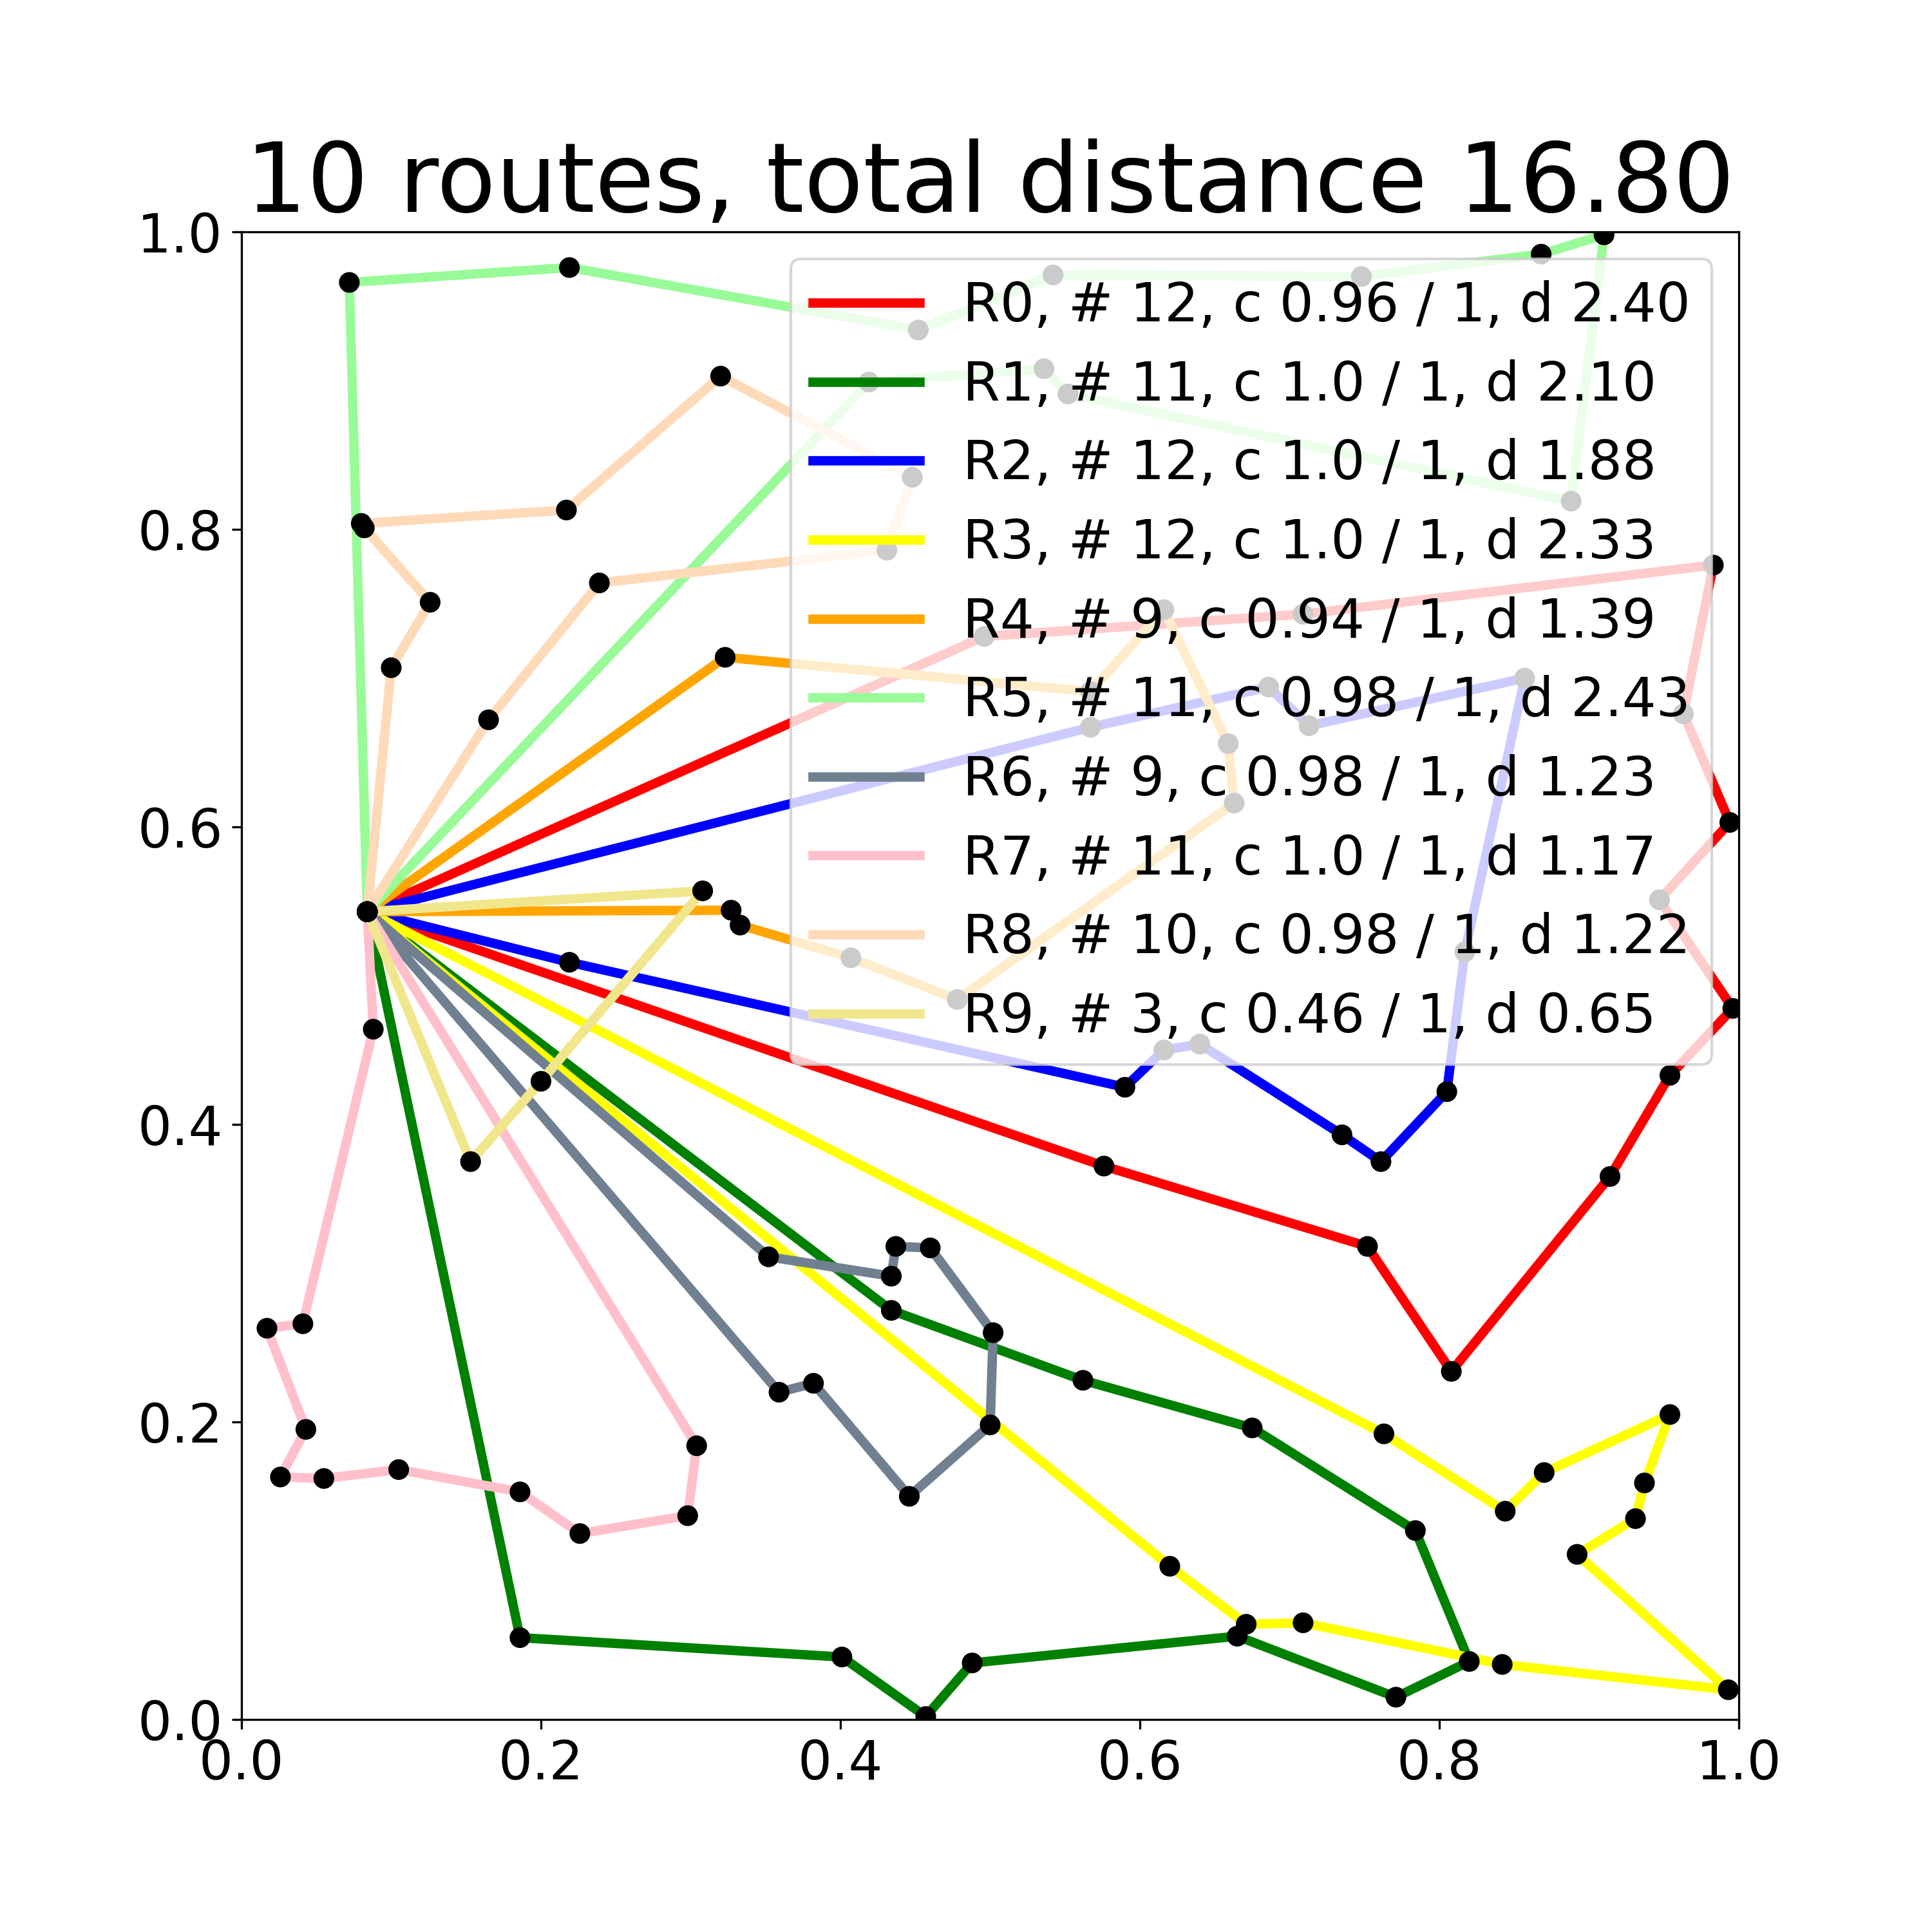 10 routes, total distance 16.80
1.0
0.8
0.6
0.4
0.2
0.0
0.0 0.2 0.4 0.6 0.8 1.0
R0, # 12, c 0.96 / 1, d 2.40
R1, # 11, c 1.0 / 1, d 2.10
R2, # 12, c 1.0 / 1, d 1.88
R3, # 12, c 1.0 / 1, d 2.33
R4, # 9, c 0.94 / 1, d 1.39
R5, # 11, c 0.98 / 1, d 2.43
R6, # 9, c 0.98 / 1, d 1.23
R7, # 11, c 1.0 / 1, d 1.17
R8, # 10, c 0.98 / 1, d 1.22
R9, # 3, c 0.46 / 1, d 0.65